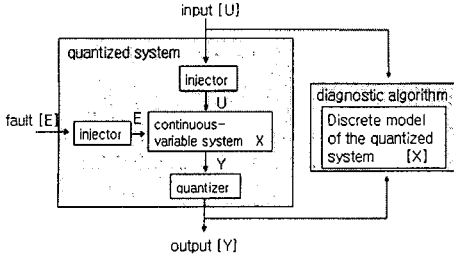 input [U]
quantized system
injector
U
diagnostic algorithm
fault [E]
E
injector
continuous-
variable system X
Discrete model
of the quantized
system [X]
Y
quantizer
output [Y]